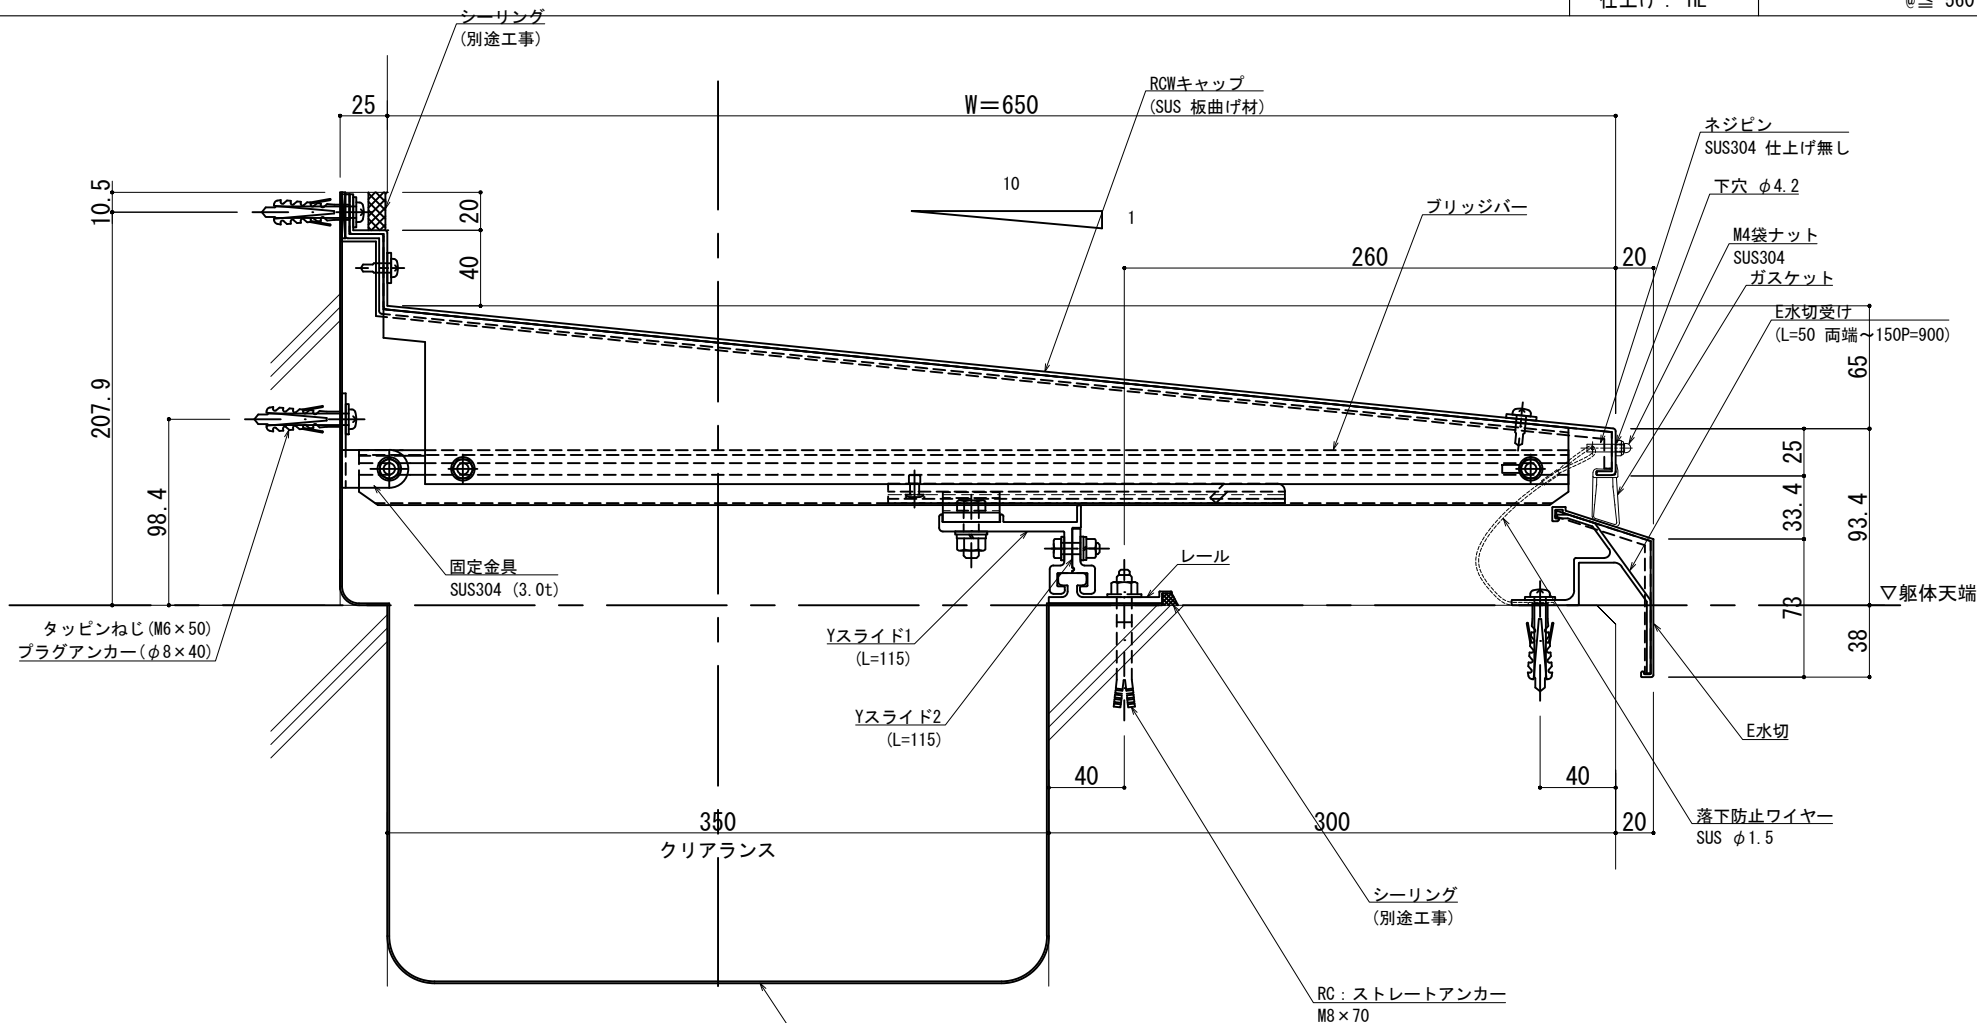 仕上げ : HL
@≦ 560
シーリング
(別途工事)
25
W＝650
RCWキャップ
(SUS 板曲げ材)
ネジピン
SUS304 仕上げ無し
下穴 φ4.2
10
1
ブリッジバー
M4袋ナット
SUS304
ガスケット
E水切受け
(L=50 両端～150P=900)
10.5
20
40
260
20
207.9
98.4
65
25
33.4
93.4
73
38
固定金具
SUS304 (3.0t)
レール
▽躯体天端
タッピンねじ(M6×50)
プラグアンカー(φ8×40)
Yスライド1
(L=115)
Yスライド2
(L=115)
E水切
40
40
350
クリアランス
300
20
落下防止ワイヤー
SUS φ1.5
シーリング
(別途工事)
RC：ストレートアンカー
M8×70